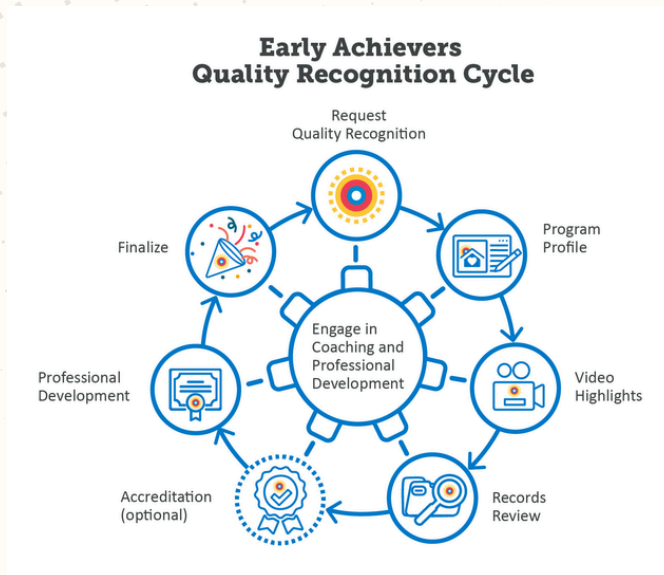 Early Achievers
Quality Recognition Cycle
Request
Quality Recognition
Program
Profile
Video
Highlights
Records
Review
Accreditation
(optional)
Professional
Development
Finalize
Engage in
Coaching and
Professional
Development